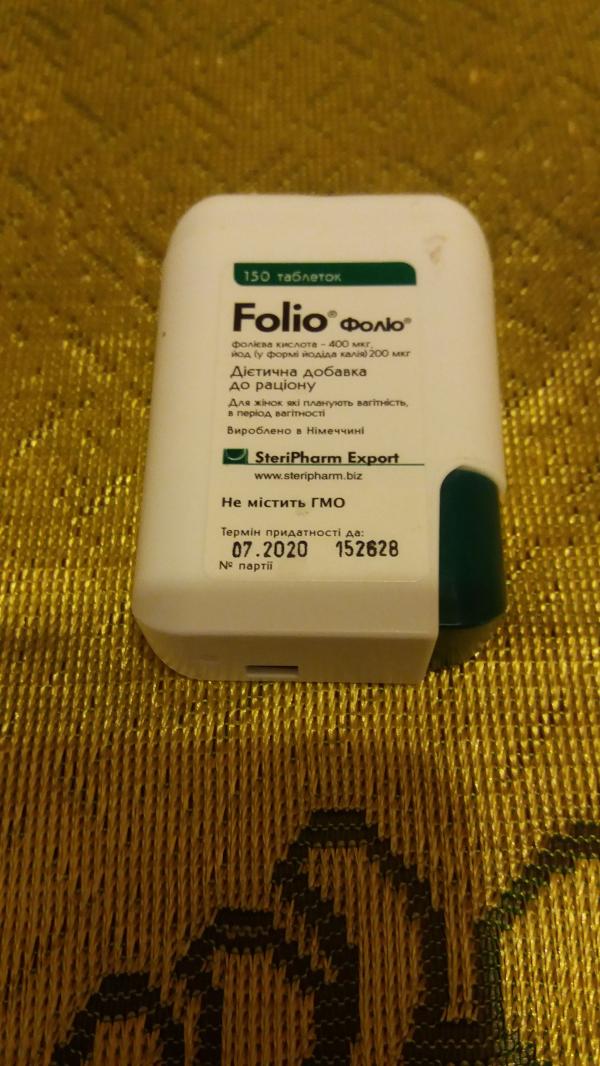 150 таблеток
Folio® Фоліо®
фолієва кислота – 400 мкг,
йод (у формі йодіда калія) 200 мкг
Дієтична добавка
до раціону
Для жінок які планують вагітність,
в період вагітності
Вироблено в Німеччині
SteriPharm Export
www.steripharm.biz
Не містить ГМО
Термін придатності да:
07.2020 152628
№ партії